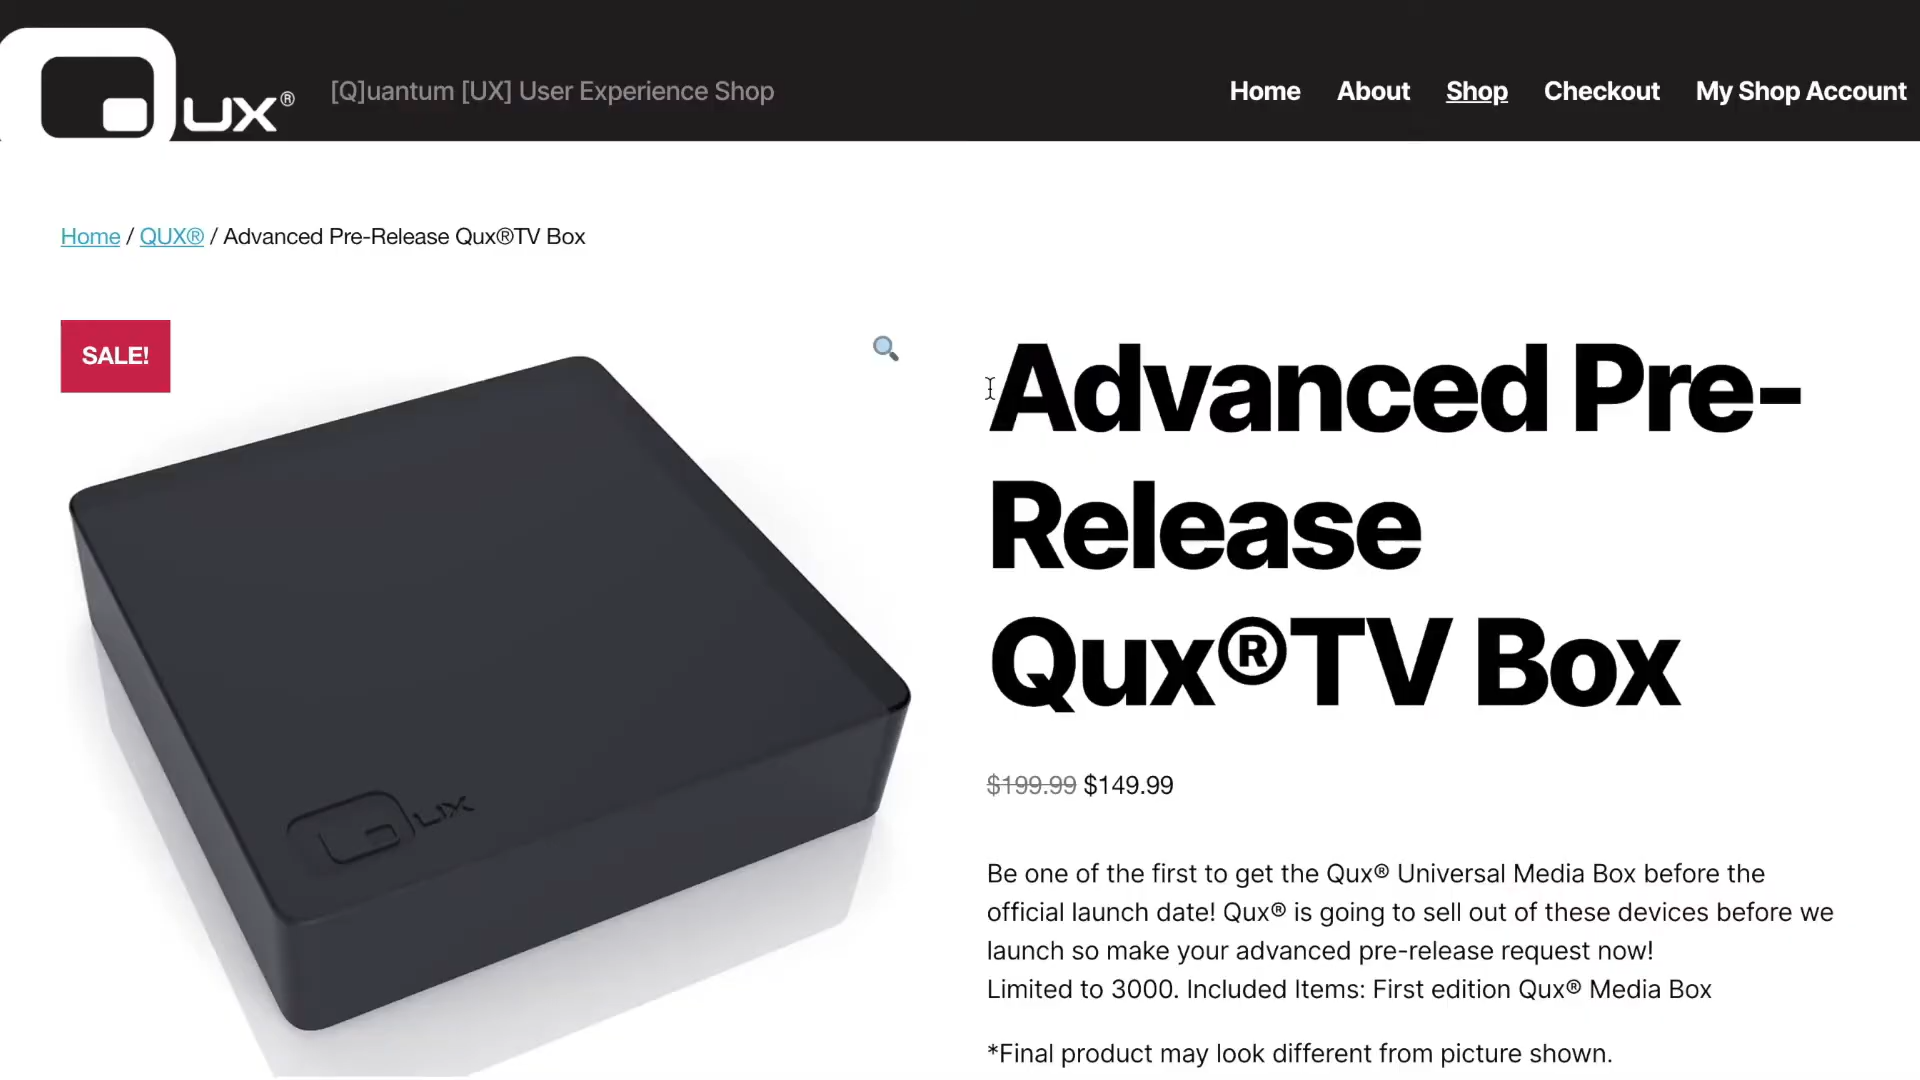 QUX®
[Q]uantum [UX] User Experience Shop
Home About Shop Checkout My Shop Account
Home / QUX® / Advanced Pre-Release Qux®TV Box
SALE!
QUX
Advanced Pre-
Release
Qux®TV Box
$199.99 $149.99
Be one of the first to get the Qux® Universal Media Box before the
official launch date! Qux® is going to sell out of these devices before we
launch so make your advanced pre-release request now!
Limited to 3000. Included Items: First edition Qux® Media Box
*Final product may look different from picture shown.